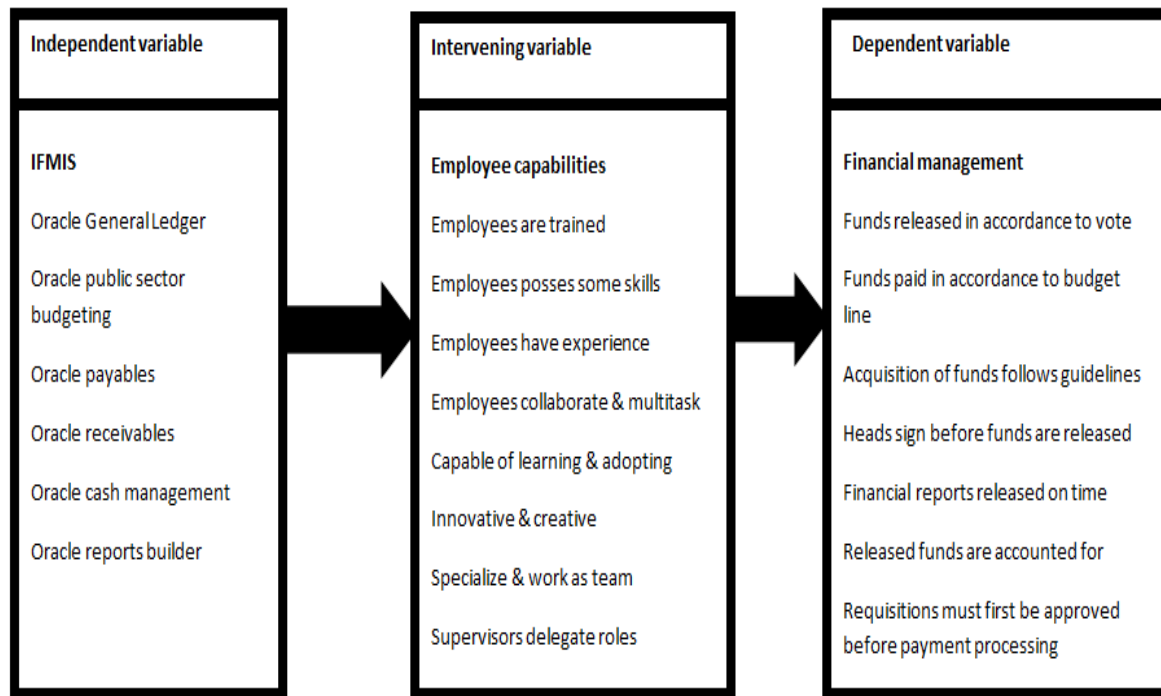 Independent variable
IFMIS
Oracle General Ledger
Oracle public sector
budgeting
Oracle payables
Oracle receivables
Oracle cash management
Oracle reports builder
Intervening variable
Employee capabilities
Employees are trained
Employees posses some skills
Employees have experience
Employees collaborate & multitask
Capable of learning & adopting
Innovative & creative
Specialize & work as team
Supervisors delegate roles
Dependent variable
Financial management
Funds released in accordance to vote
Funds paid in accordance to budget
line
Acquisition of funds follows guidelines
Heads sign before funds are released
Financial reports released on time
Released funds are accounted for
Requisitions must first be approved
before payment processing